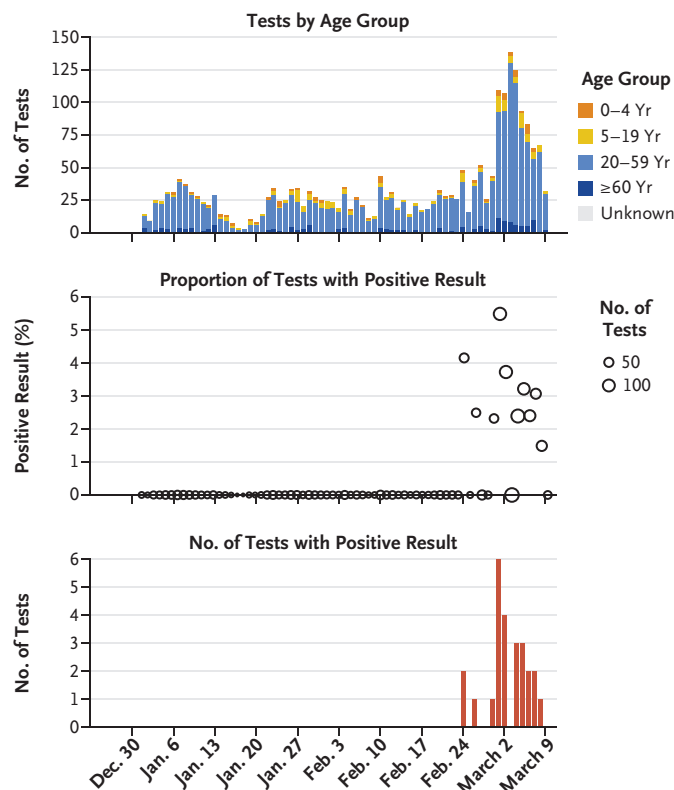 Tests by Age Group
No. of Tests
150
125
100
75
50
25
0
Age Group
0–4 Yr
5–19 Yr
20–59 Yr
≥60 Yr
Unknown
Proportion of Tests with Positive Result
Positive Result (%)
6
5
4
3
2
1
0
No. of
Tests
50
100
No. of Tests with Positive Result
No. of Tests
6
5
4
3
2
1
0
Dec. 30
Jan. 6
Jan. 13
Jan. 20
Jan. 27
Feb. 3
Feb. 10
Feb. 17
Feb. 24
March 2
March 9